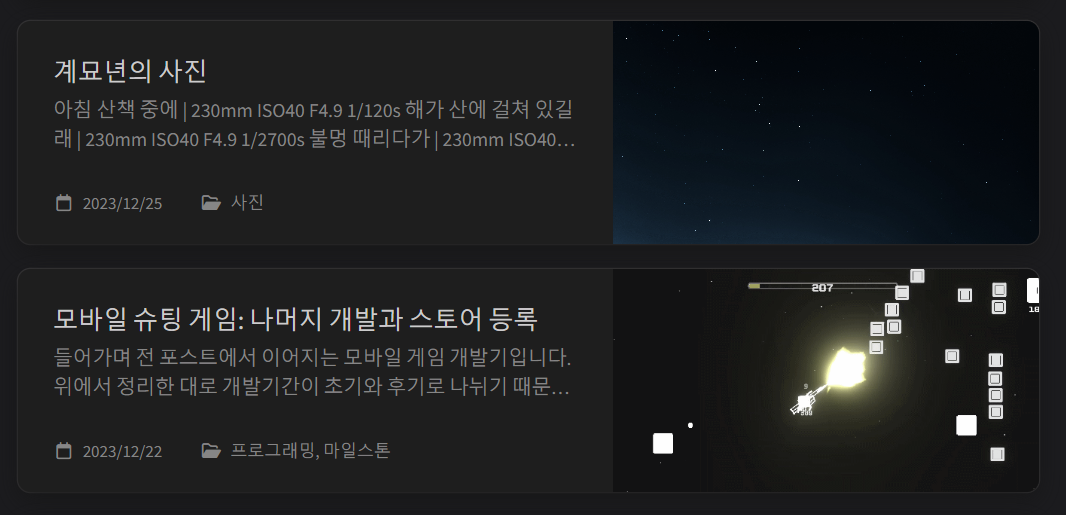 계묘년의 사진
아침 산책 중에 | 230mm ISO40 F4.9 1/120s 해가 산에 걸쳐 있길
래 | 230mm ISO40 F4.9 1/2700s 불멍 때리다가 | 230mm ISO40…
2023/12/25 사진
207
모바일 슈팅 게임: 나머지 개발과 스토어 등록
들어가며 전 포스트에서 이어지는 모바일 게임 개발기입니다.
위에서 정리한 대로 개발기간이 초기와 후기로 나뉘기 때문…
2023/12/22 프로그래밍, 마일스톤